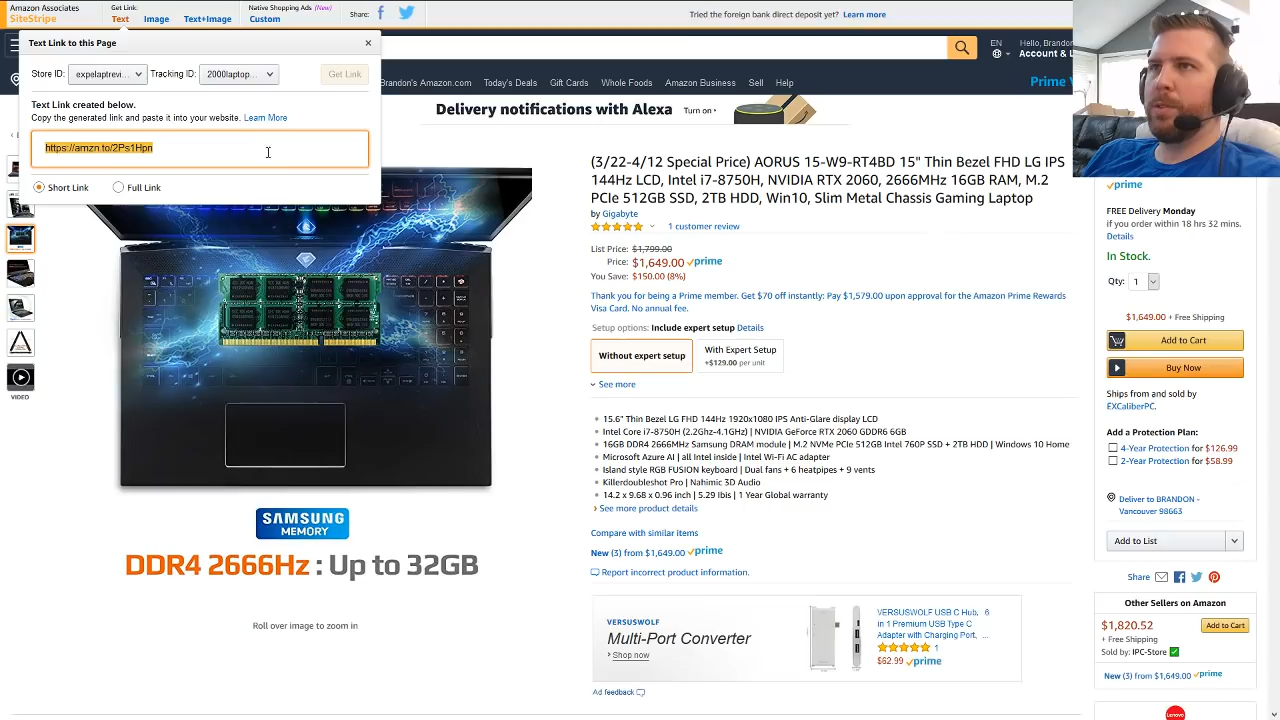 Amazon Associates
SiteStripe
Get Link:
Text
Image
Text+Image
Native Shopping Ads (New)
Custom
Share:
Tried the foreign bank direct deposit yet? Learn more
Text Link to this Page
×
Store ID: expelaptrevi...
Tracking ID: 2000laptop...
Get Link
Text Link created below.
Copy the generated link and paste it into your website. Learn More
https://amzn.to/2Ps1Hpn
Short Link
Full Link
EN
Hello, Brandon
Account & L
Brandon's Amazon.com
Today's Deals
Gift Cards
Whole Foods
Amazon Business
Sell
Help
Prime
Delivery notifications with Alexa
Turn on ›
VIDEO
SAMSUNG
MEMORY
DDR4 2666Hz : Up to 32GB
Roll over image to zoom in
(3/22-4/12 Special Price) AORUS 15-W9-RT4BD 15" Thin Bezel FHD LG IPS
144Hz LCD, Intel i7-8750H, NVIDIA RTX 2060, 2666MHz 16GB RAM, M.2
PCIe 512GB SSD, 2TB HDD, Win10, Slim Metal Chassis Gaming Laptop
by Gigabyte
1 customer review
List Price: $1,799.00
Price: $1,649.00 prime
You Save: $150.00 (8%)
Thank you for being a Prime member. Get $70 off instantly: Pay $1,579.00 upon approval for the Amazon Prime Rewards
Visa Card. No annual fee.
Setup options: Include expert setup Details
Without expert setup
With Expert Setup
+$129.00 per unit
See more
15.6" Thin Bezel LG FHD 144Hz 1920x1080 IPS Anti-Glare display LCD
Intel Core i7-8750H (2.2Ghz-4.1GHz) | NVIDIA GeForce RTX 2060 GDDR6 6GB
16GB DDR4 2666MHz Samsung DRAM module | M.2 NVMe PCIe 512GB Intel 760P SSD + 2TB HDD | Windows 10 Home
Microsoft Azure AI | all Intel inside | Intel Wi-Fi AC adapter
Island style RGB FUSION keyboard | Dual fans + 6 heatpipes + 9 vents
Killerdoubleshot Pro | Nahimic 3D Audio
14.2 x 9.68 x 0.96 inch | 5.29 lbs | 1 Year Global warranty
› See more product details
Compare with similar items
New (3) from $1,649.00 prime
Report incorrect product information.
VERSUSWOLF
Multi-Port Converter
› Shop now
VERSUSWOLF USB C Hub, 6
in 1 Premium USB Type C
Adapter with Charging Port, ...
1
$62.99 prime
Ad feedback
prime
FREE Delivery Monday
if you order within 18 hrs 32 mins.
Details
In Stock.
Qty: 1
$1,649.00 + Free Shipping
Add to Cart
Buy Now
Ships from and sold by
EXCaliberPC.
Add a Protection Plan:
4-Year Protection for $126.99
2-Year Protection for $58.99
Deliver to BRANDON -
Vancouver 98663
Add to List
Share
Other Sellers on Amazon
$1,820.52
Add to Cart
+ Free Shipping
Sold by: IPC-Store
New (3) from $1,649.00 prime
Lenovo